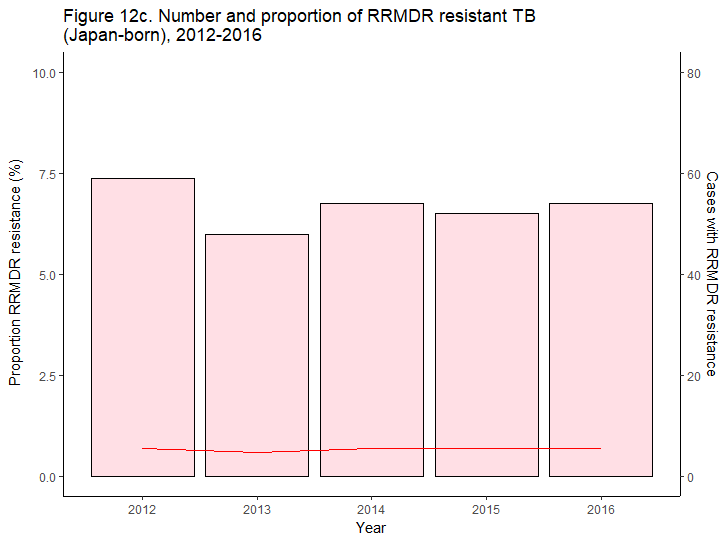 Figure 12c. Number and proportion of RRMDR resistant TB
(Japan-born), 2012-2016
10.0
7.5
5.0
2.5
0.0
Proportion RRMDR resistance (%)
80
60
40
20
0
Cases with RRMDR resistance
2012 2013 2014 2015 2016
Year